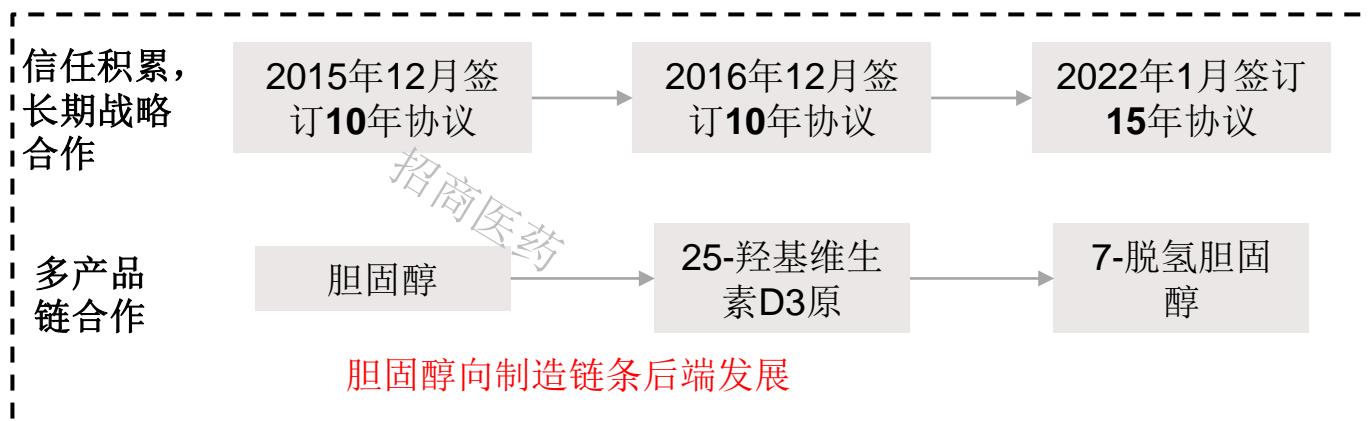 信任积累，
长期战略
合作
2015年12月签
订10年协议
2016年12月签
订10年协议
2022年1月签订
15年协议
招商医药
多产品
链合作
胆固醇
25-羟基维生
素D3原
7-脱氢胆固
醇
胆固醇向制造链条后端发展